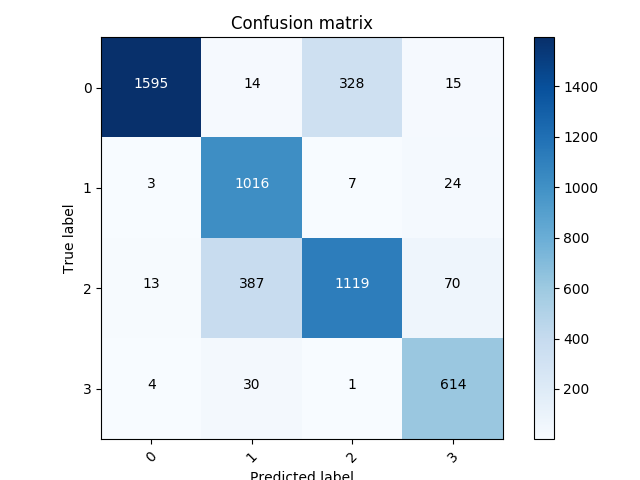 Confusion matrix
0 1595 14 328 15
1 3 1016 7 24
2 13 387 1119 70
3 4 30 1 614
0 1 2 3
True label
Predicted label
1400
1200
1000
800
600
400
200